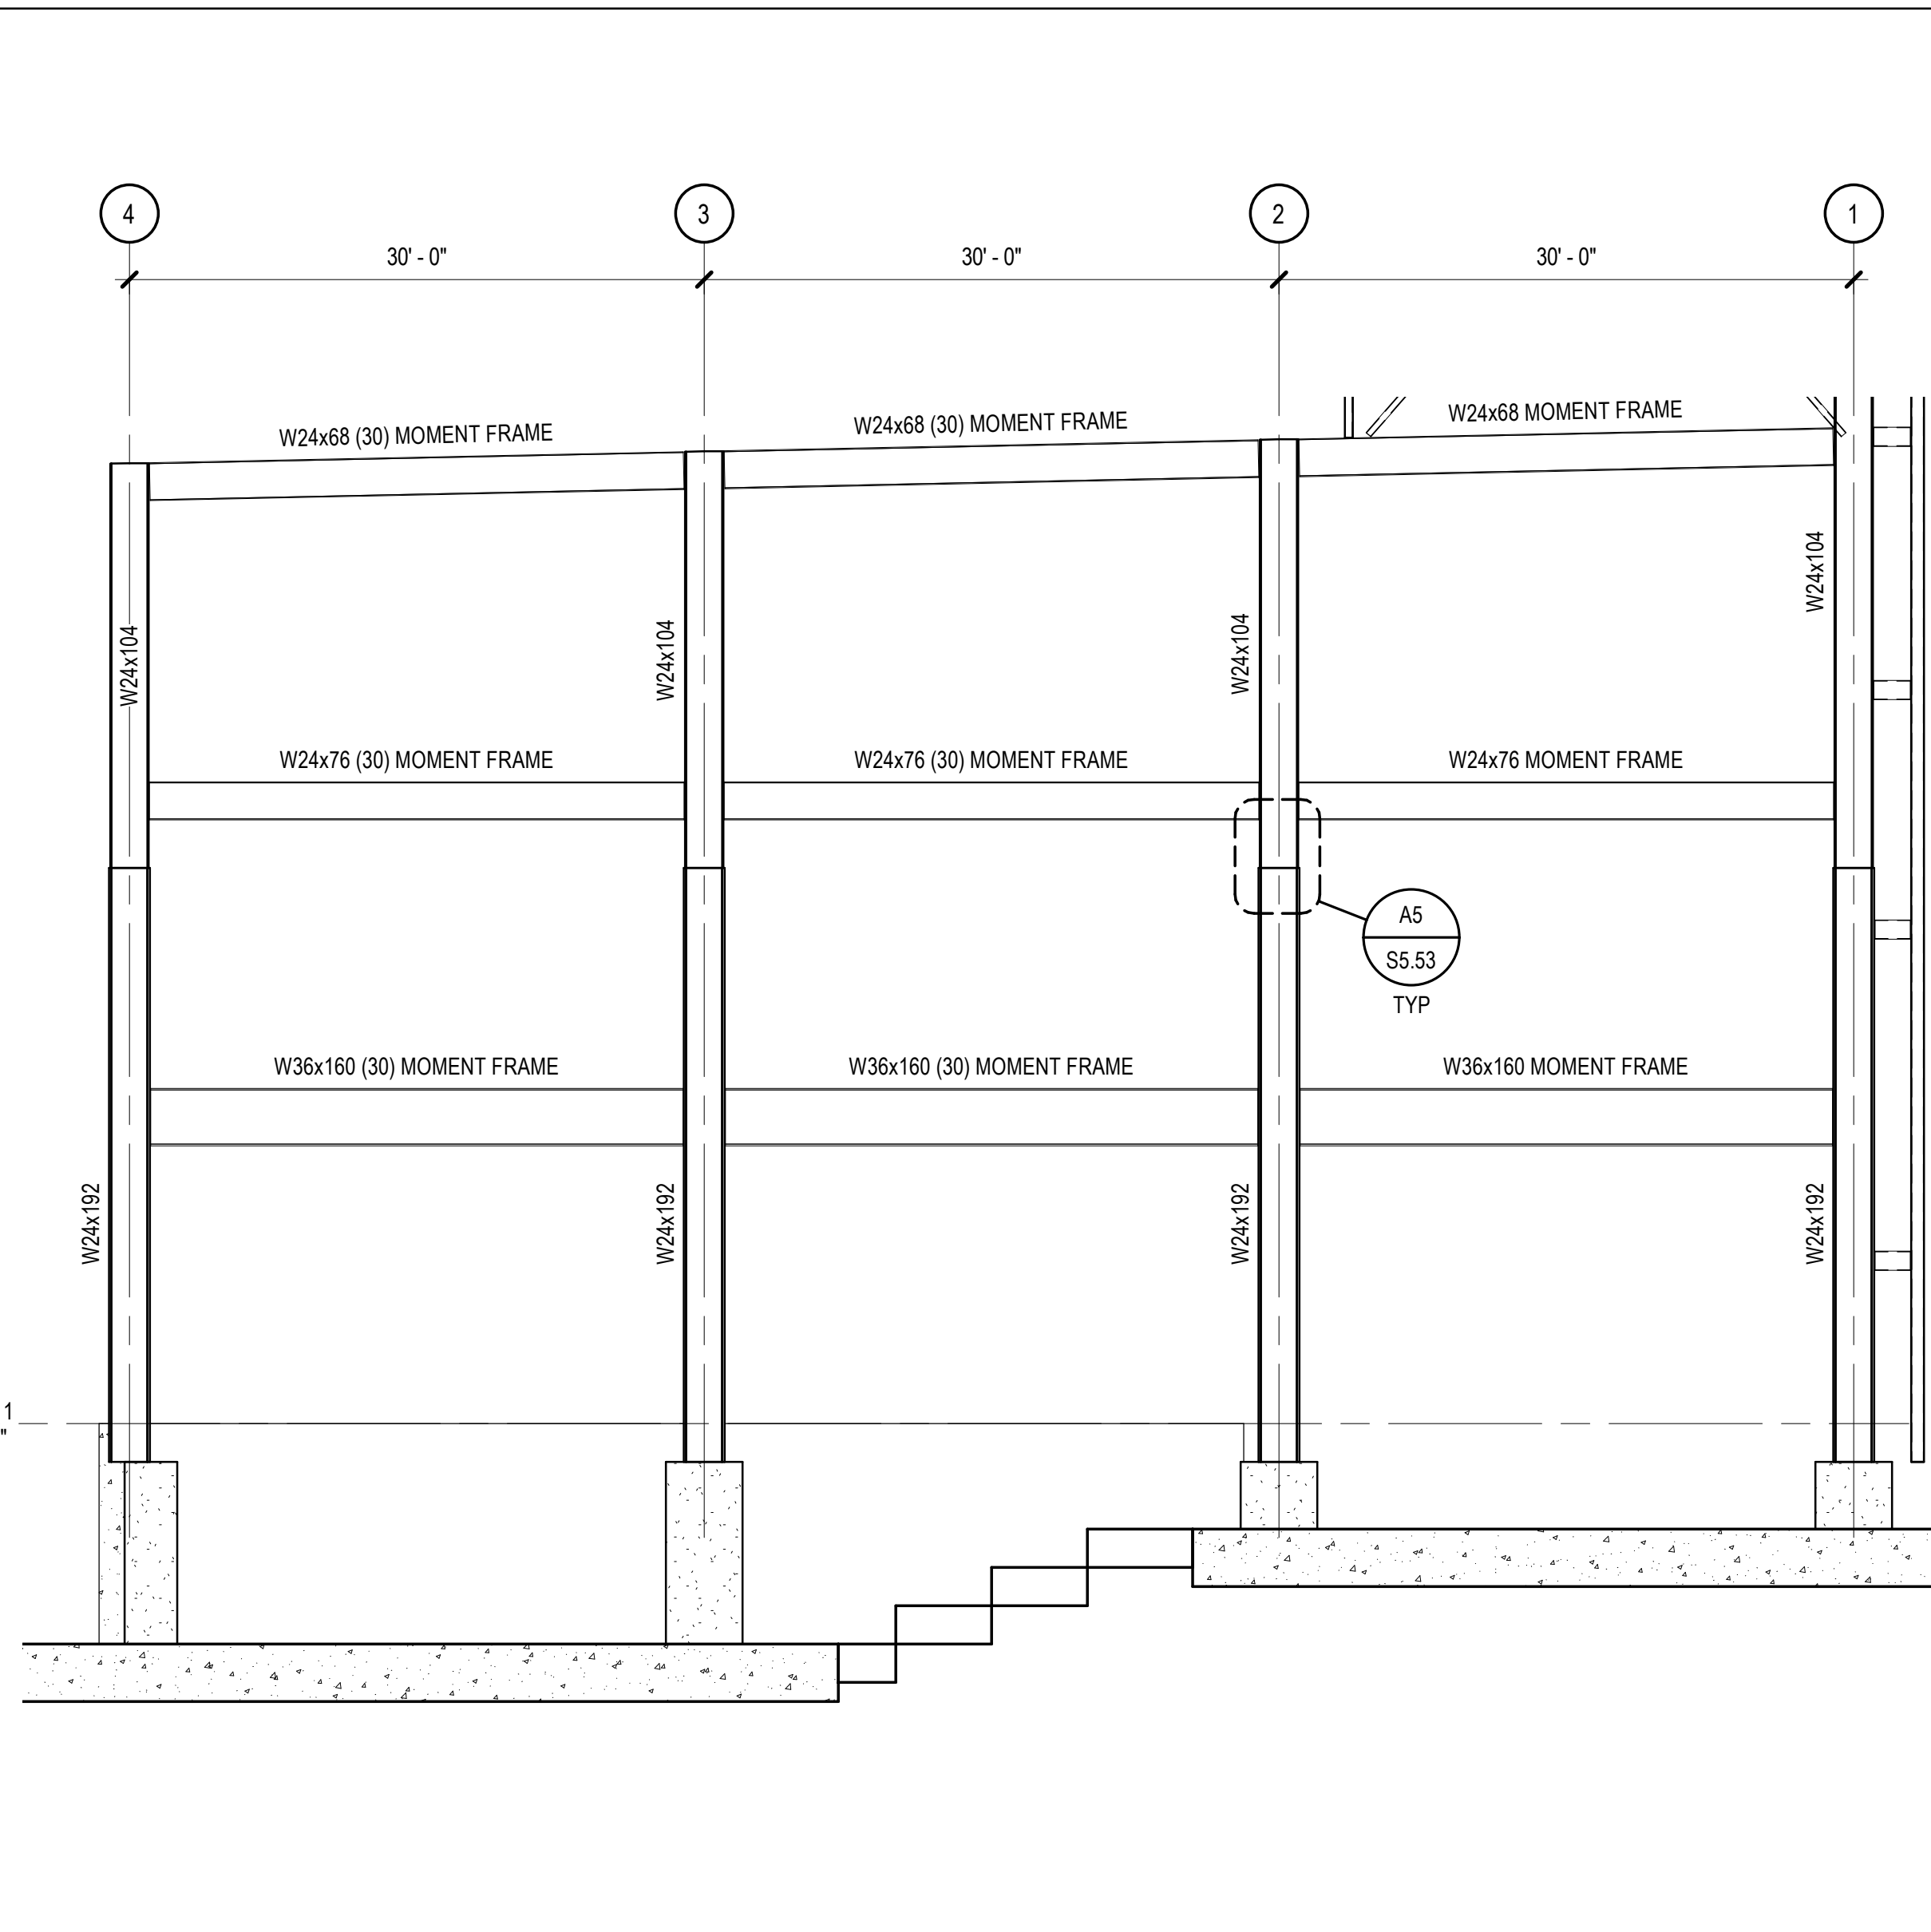 4 3 2 1
30' - 0" 30' - 0" 30' - 0"
W24x68 (30) MOMENT FRAME W24x68 (30) MOMENT FRAME W24x68 MOMENT FRAME
W24x104 W24x104 W24x104 W24x104
W24x76 (30) MOMENT FRAME W24x76 (30) MOMENT FRAME W24x76 MOMENT FRAME
A5
S5.53
TYP
W36x160 (30) MOMENT FRAME W36x160 (30) MOMENT FRAME W36x160 MOMENT FRAME
W24x192 W24x192 W24x192 W24x192
1
"